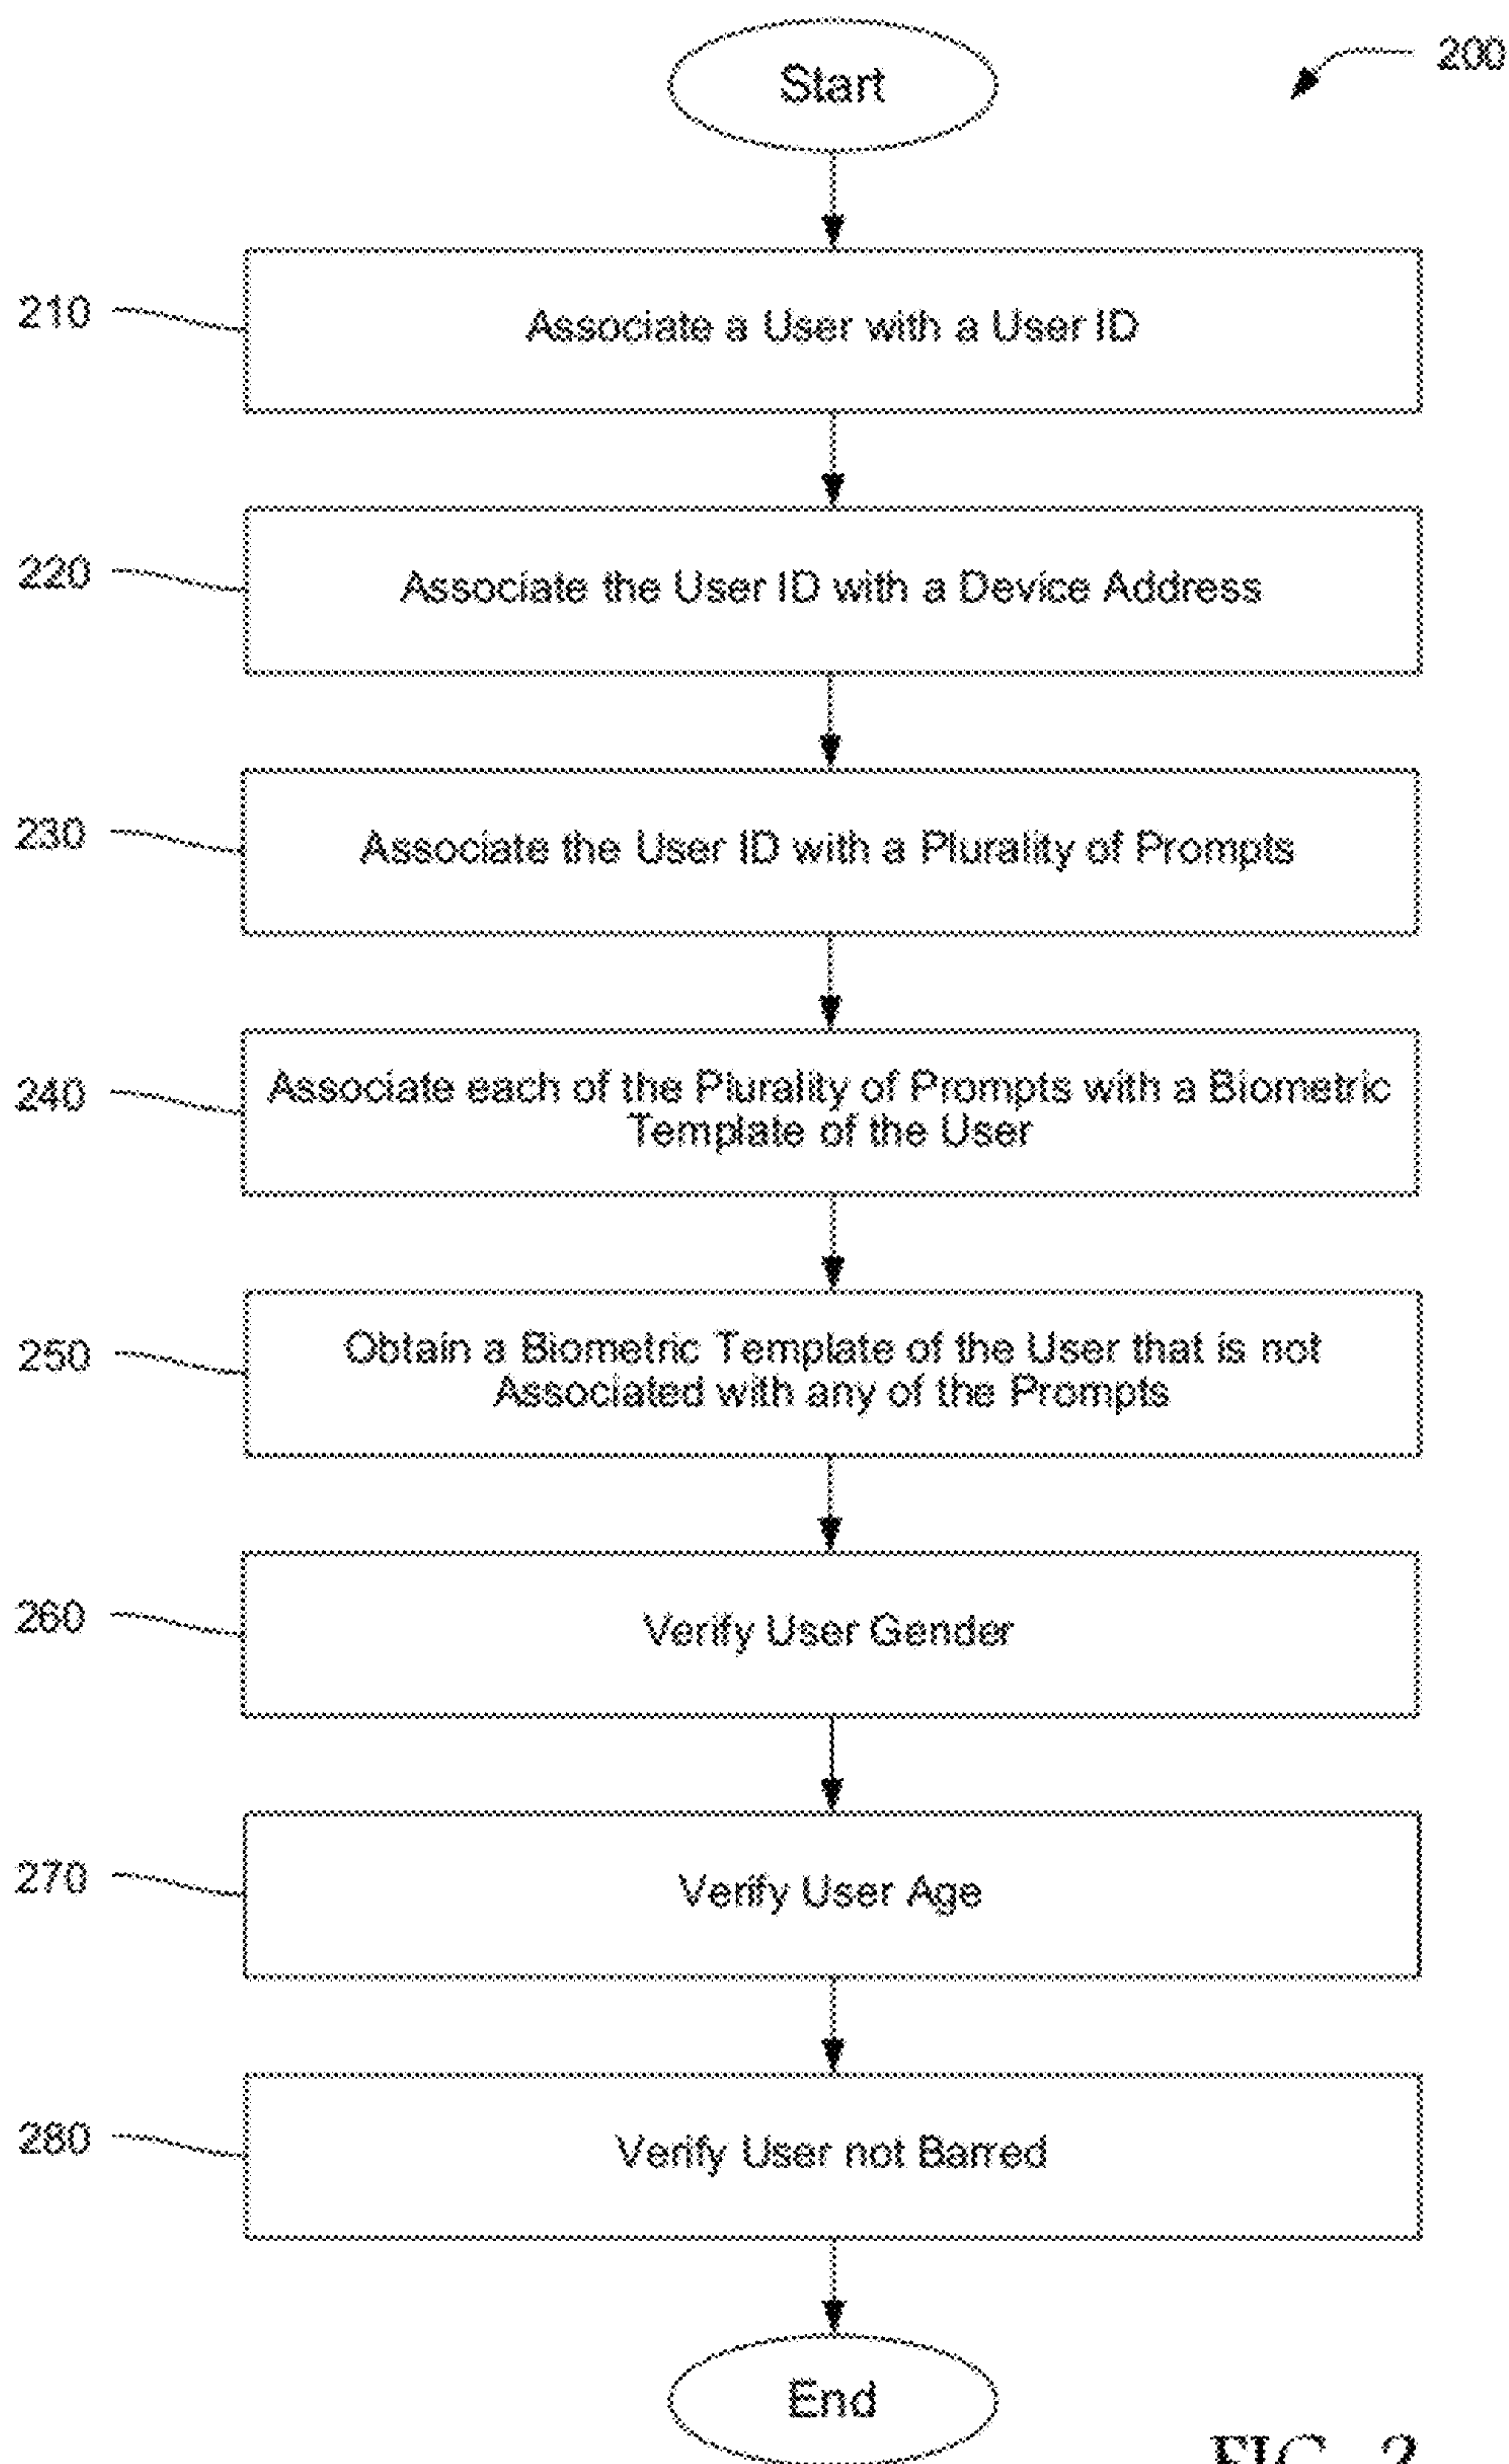 Start
200
210
Associate a User with a User ID
220
Associate the User ID with a Device Address
230
Associate the User ID with a Plurality of Prompts
240
Associate each of the Plurality of Prompts with a Biometric
Template of the User
250
Obtain a Biometric Template of the User that is not
Associated with any of the Prompts
260
Verify User Gender
270
Verify User Age
280
Verify User not Barred
End
FIG. 2